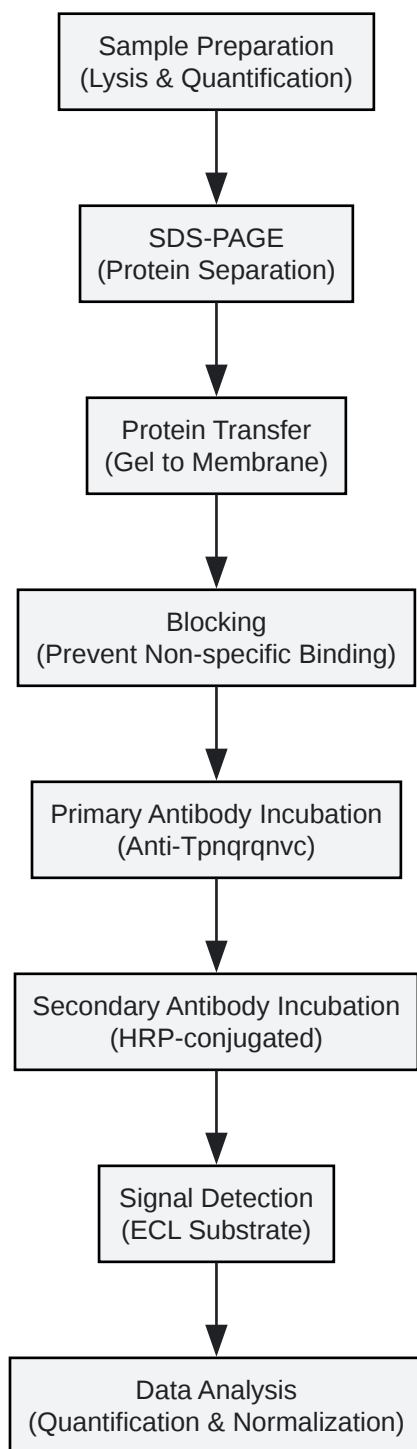 Sample Preparation
(Lysis & Quantification)
SDS-PAGE
(Protein Separation)
Protein Transfer
(Gel to Membrane)
Blocking
(Prevent Non-specific Binding)
Primary Antibody Incubation
(Anti-Tpnqrqnvc)
Secondary Antibody Incubation
(HRP-conjugated)
Signal Detection
(ECL Substrate)
Data Analysis
(Quantification & Normalization)